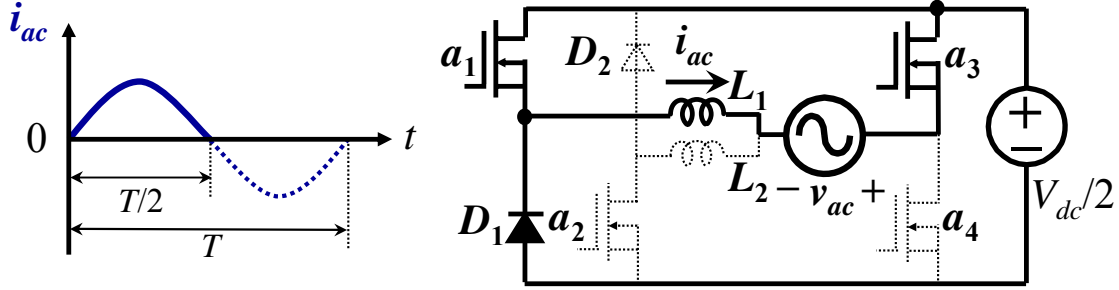 i_ac
0
t
T/2
T
a_1
D_2
i_ac
a_3
L_1
L_2
− v_ac +
D_1
a_2
a_4
+
−
V_dc/2